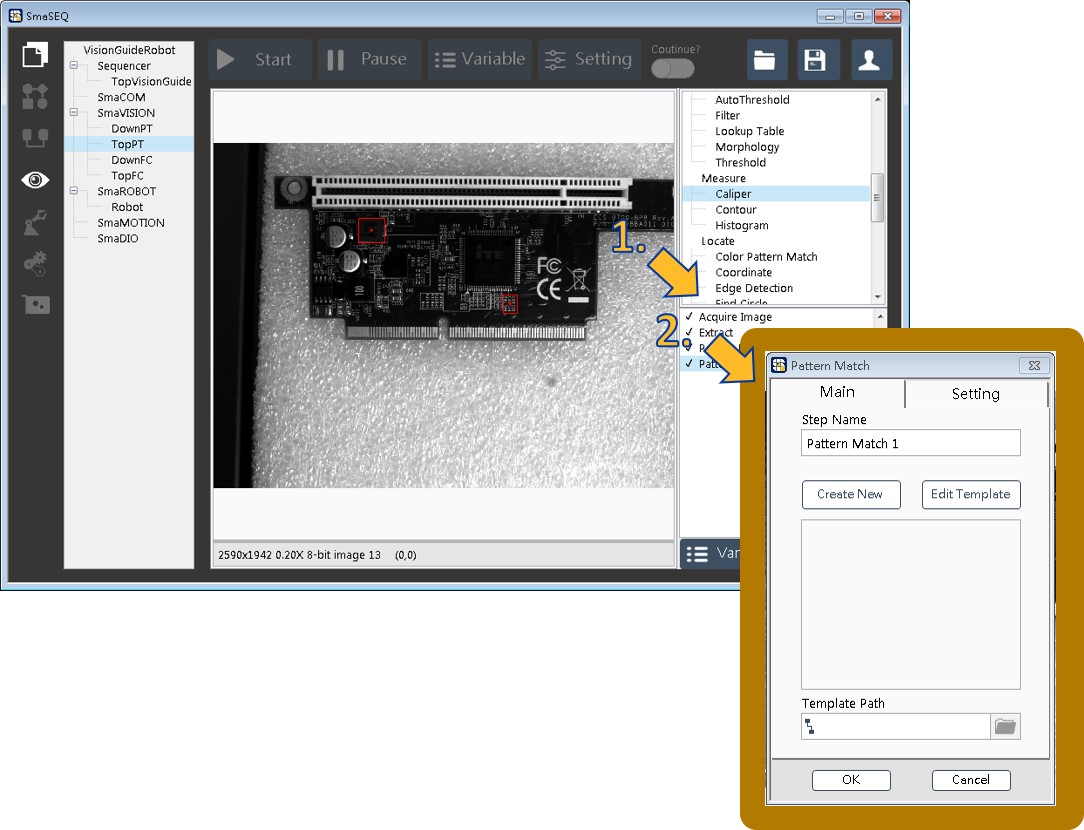 SmaSEQ
VisionGuideRobot
Sequencer
TopVisionGuide
SmaCOM
SmaVISION
DownPT
TopPT
DownFC
TopFC
SmaROBOT
Robot
SmaMOTION
SmaDIO
Start
Pause
Variable
Setting
Coutinue?
AutoThreshold
Filter
Lookup Table
Morphology
Threshold
Measure
Caliper
Contour
Histogram
Locate
Color Pattern Match
Coordinate
Edge Detection
Find Circle
1.
FC
CE
Acquire Image
Extract
2.
Patt
Var
2590x1942 0.20X 8-bit image 13 (0,0)
Pattern Match
Main
Setting
Step Name
Pattern Match 1
Create New
Edit Template
Template Path
OK
Cancel